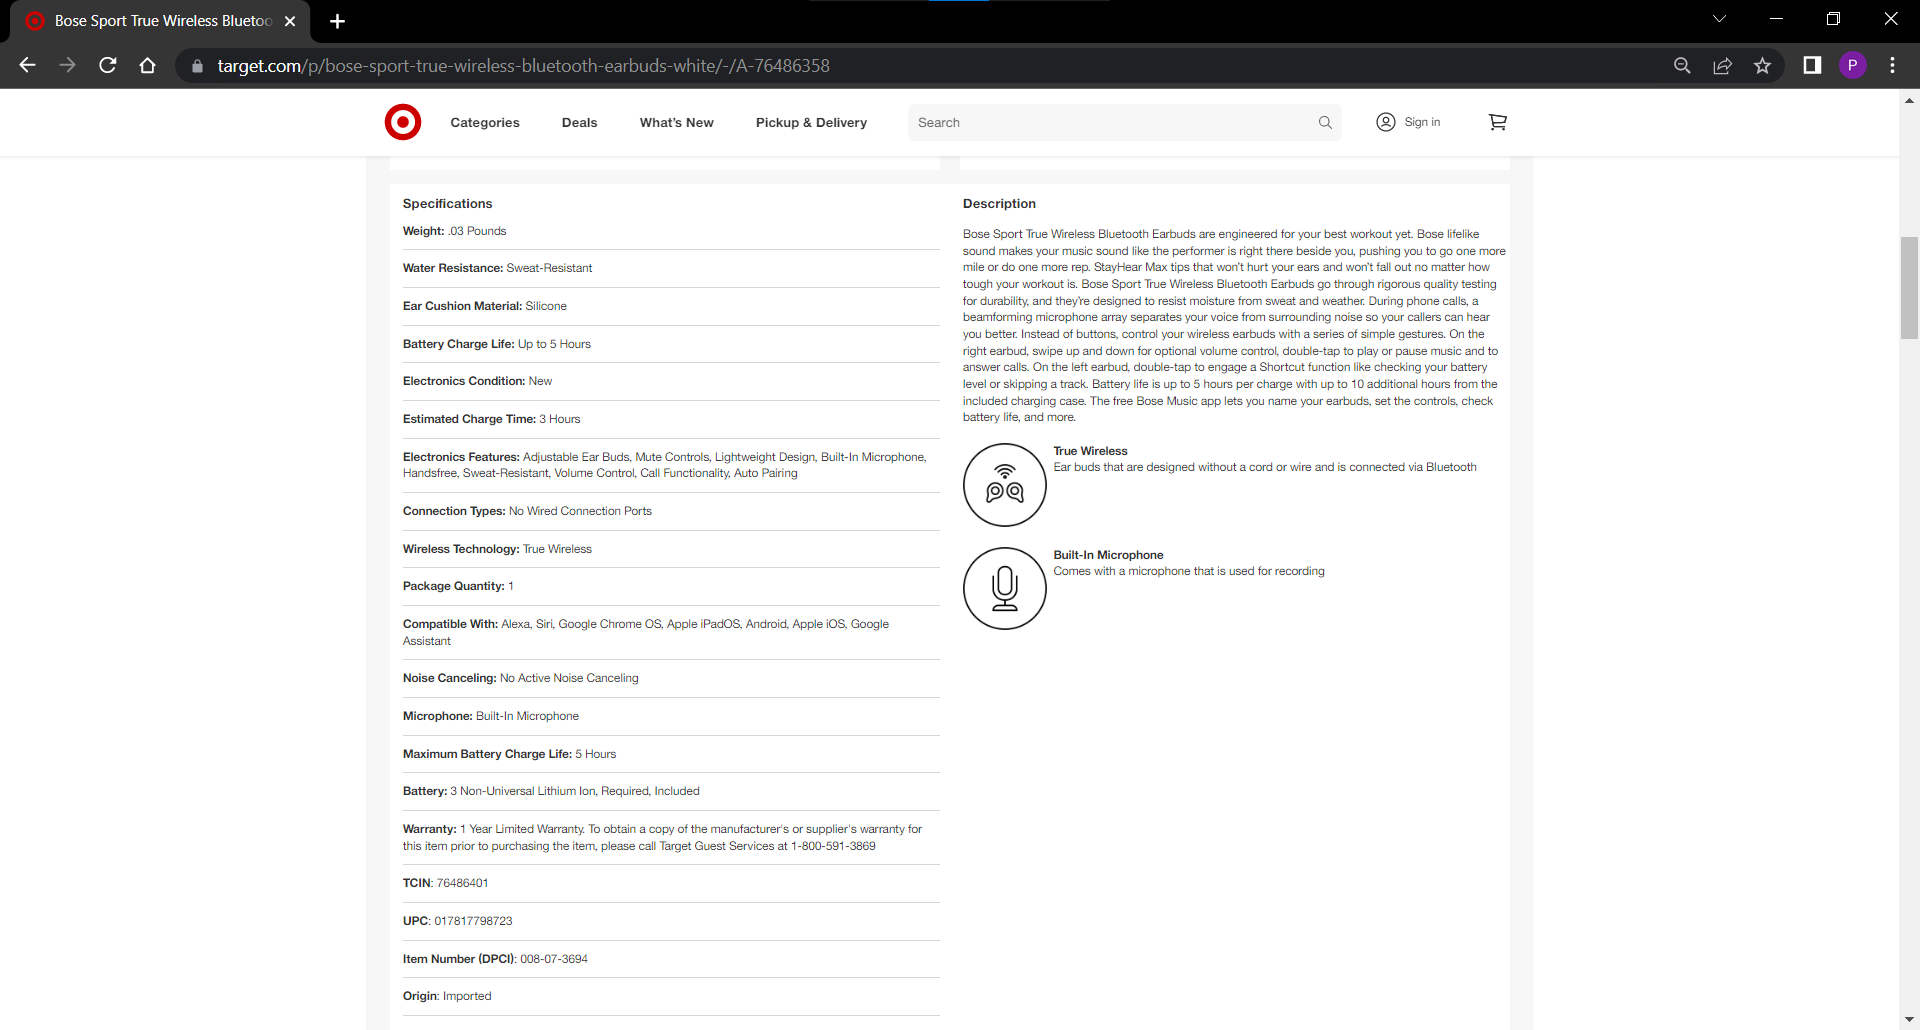 Bose Sport True Wireless Bluetoo
target.com/p/bose-sport-true-wireless-bluetooth-earbuds-white/-/A-76486358
P
Categories
Deals
What's New
Pickup & Delivery
Search
Sign in
Specifications
Weight: .03 Pounds
Water Resistance: Sweat-Resistant
Ear Cushion Material: Silicone
Battery Charge Life: Up to 5 Hours
Electronics Condition: New
Estimated Charge Time: 3 Hours
Electronics Features: Adjustable Ear Buds, Mute Controls, Lightweight Design, Built-In Microphone,
Handsfree, Sweat-Resistant, Volume Control, Call Functionality, Auto Pairing
Connection Types: No Wired Connection Ports
Wireless Technology: True Wireless
Package Quantity: 1
Compatible With: Alexa, Siri, Google Chrome OS, Apple iPadOS, Android, Apple iOS, Google
Assistant
Noise Canceling: No Active Noise Canceling
Microphone: Built-In Microphone
Maximum Battery Charge Life: 5 Hours
Battery: 3 Non-Universal Lithium Ion, Required, Included
Warranty: 1 Year Limited Warranty. To obtain a copy of the manufacturer's or supplier's warranty for
this item prior to purchasing the item, please call Target Guest Services at 1-800-591-3869
TCIN: 76486401
UPC: 017817798723
Item Number (DPCI): 008-07-3694
Origin: Imported
Description
Bose Sport True Wireless Bluetooth Earbuds are engineered for your best workout yet. Bose lifelike
sound makes your music sound like the performer is right there beside you, pushing you to go one more
mile or do one more rep. StayHear Max tips that won't hurt your ears and won't fall out no matter how
tough your workout is. Bose Sport True Wireless Bluetooth Earbuds go through rigorous quality testing
for durability, and they're designed to resist moisture from sweat and weather. During phone calls, a
beamforming microphone array separates your voice from surrounding noise so your callers can hear
you better. Instead of buttons, control your wireless earbuds with a series of simple gestures. On the
right earbud, swipe up and down for optional volume control, double-tap to play or pause music and to
answer calls. On the left earbud, double-tap to engage a Shortcut function like checking your battery
level or skipping a track. Battery life is up to 5 hours per charge with up to 10 additional hours from the
included charging case. The free Bose Music app lets you name your earbuds, set the controls, check
battery life, and more.
True Wireless
Ear buds that are designed without a cord or wire and is connected via Bluetooth
Built-In Microphone
Comes with a microphone that is used for recording